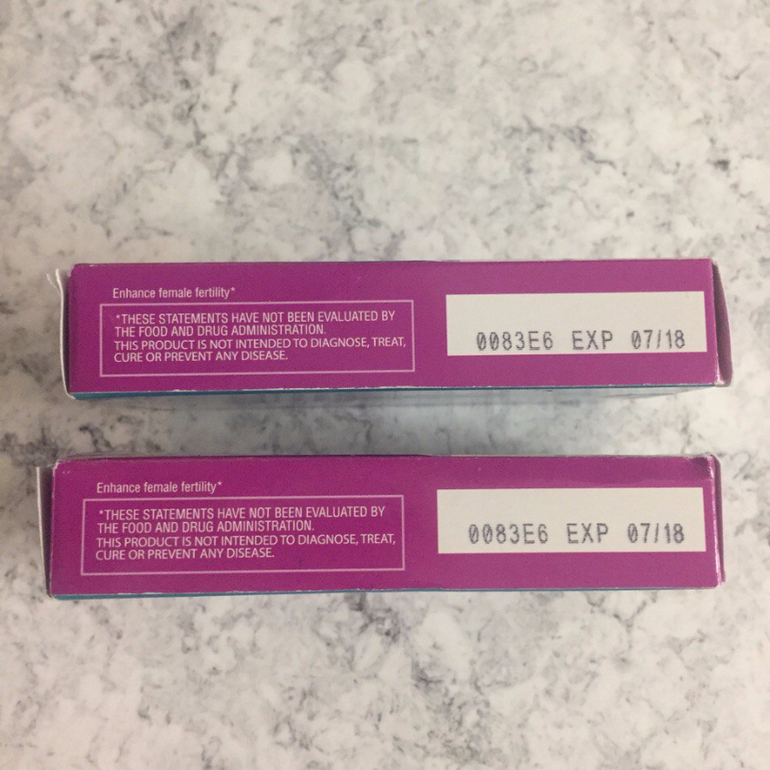 Enhance female fertility*
*THESE STATEMENTS HAVE NOT BEEN EVALUATED BY
THE FOOD AND DRUG ADMINISTRATION.
THIS PRODUCT IS NOT INTENDED TO DIAGNOSE, TREAT,
CURE OR PREVENT ANY DISEASE.
0083E6 EXP 07/18
Enhance female fertility*
*THESE STATEMENTS HAVE NOT BEEN EVALUATED BY
THE FOOD AND DRUG ADMINISTRATION.
THIS PRODUCT IS NOT INTENDED TO DIAGNOSE, TREAT,
CURE OR PREVENT ANY DISEASE.
0083E6 EXP 07/18